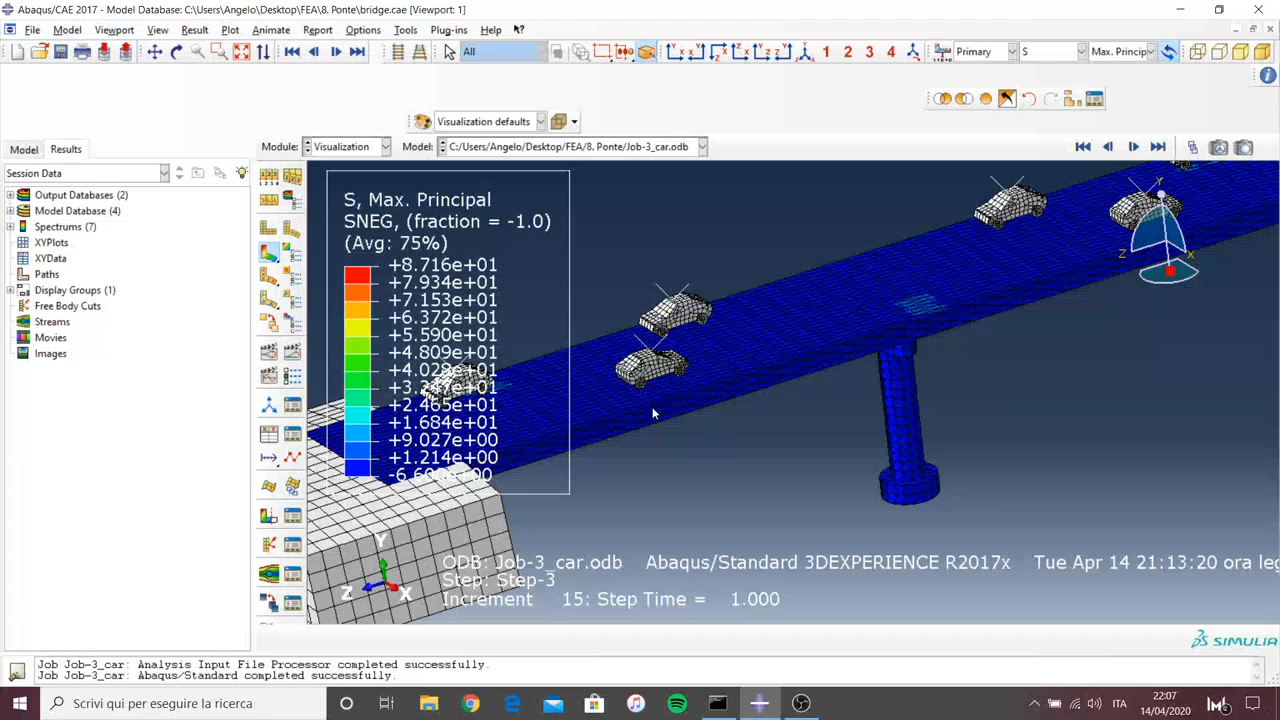 Abaqus/CAE 2017 - Model Database: C:\Users\Angelo\Desktop\FEA\8. Ponte\bridge.cae [Viewport: 1]
File Model Viewport View Result Plot Animate Report Options Tools Plug-ins Help
All 1 2 3 4 Primary S Max. Princip
Visualization defaults
Model Results Module: Visualization Model: C:/Users/Angelo/Desktop/FEA/8. Ponte/Job-3_car.odb
Session Data
Output Databases (2)
Model Database (4)
Spectrums (7)
XYPlots
XYData
Paths
Display Groups (1)
Free Body Cuts
Streams
Movies
Images
S, Max. Principal
SNEG, (fraction = -1.0)
(Avg: 75%)
+8.716e+01
+7.934e+01
+7.153e+01
+6.372e+01
+5.590e+01
+4.809e+01
+4.028e+01
+2.465e+01
+1.684e+01
+9.027e+00
+1.214e+00
Y
Z X
Y
Z X
ODB: Job-3_car.odb Abaqus/Standard 3DEXPERIENCE R2017x Tue Apr 14 21:13:20 ora leg
Step: Step-3
Increment 15: Step Time = 1.000
SIMULIA
Job Job-3_car: Analysis Input File Processor completed successfully.
Job Job-3_car: Abaqus/Standard completed successfully.
Scrivi qui per eseguire la ricerca
22:07
14/04/2020